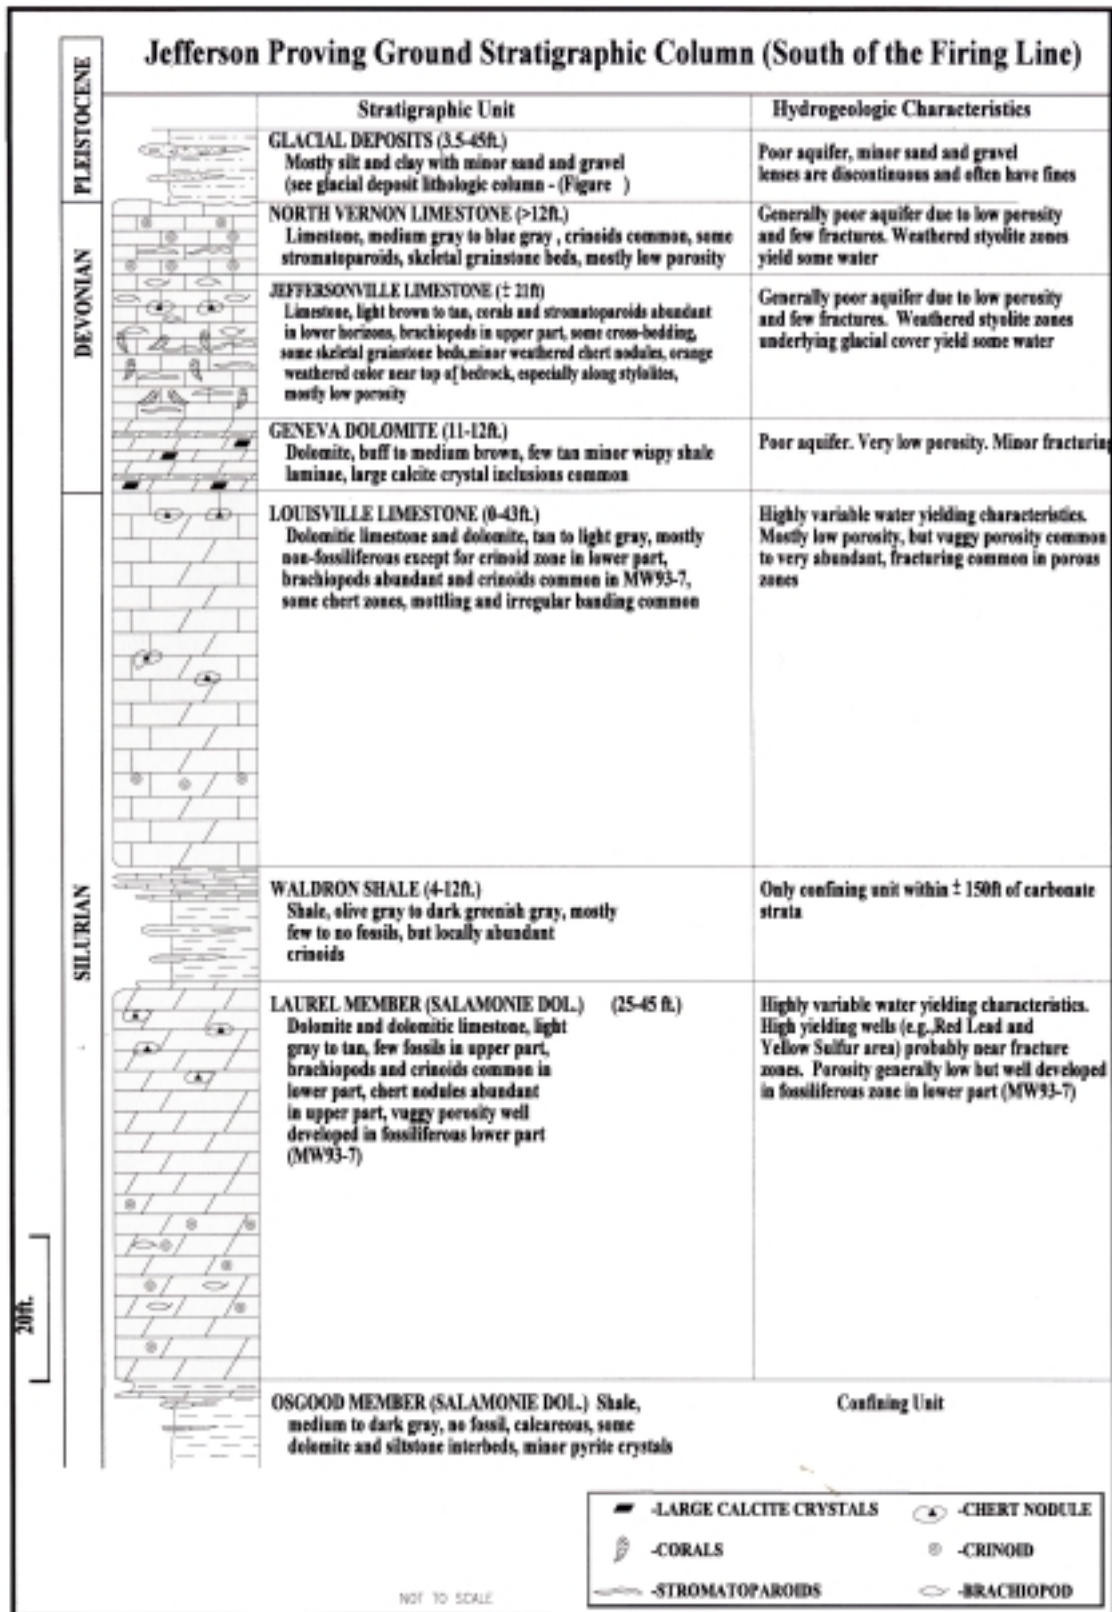 Jefferson Proving Ground Stratigraphic Column (South of the Firing Line)
Stratigraphic Unit
Hydrogeologic Characteristics
PLEISTOCENE
GLACIAL DEPOSITS (3.5-45ft.)
Mostly silt and clay with minor sand and gravel
(see glacial deposit lithologic column - (Figure )
Poor aquifer, minor sand and gravel
lenses are discontinuous and often have fines
DEVONIAN
NORTH VERNON LIMESTONE (>12ft.)
Limestone, medium gray to blue gray , crinoids common, some
stromatoparoids, skeletal grainstone beds, mostly low porosity
Generally poor aquifer due to low porosity
and few fractures. Weathered styolite zones
yield some water
JEFFERSONVILLE LIMESTONE (± 21ft)
Limestone, light brown to tan, corals and stromatoparoids abundant
in lower horizons, brachiopods in upper part, some cross-bedding,
some skeletal grainstone beds,minor weathered chert nodules, orange
weathered color near top of bedrock, especially along stylolites,
mostly low porosity
Generally poor aquifer due to low porosity
and few fractures. Weathered styolite zones
underlying glacial cover yield some water
GENEVA DOLOMITE (11-12ft.)
Dolomite, buff to medium brown, few tan minor wispy shale
laminae, large calcite crystal inclusions common
Poor aquifer. Very low porosity. Minor fracturing
SILURIAN
LOUISVILLE LIMESTONE (0-43ft.)
Dolomitic limestone and dolomite, tan to light gray, mostly
non-fossiliferous except for crinoid zone in lower part,
brachiopods abundant and crinoids common in MW93-7,
some chert zones, mottling and irregular banding common
Highly variable water yielding characteristics.
Mostly low porosity, but vuggy porosity common
to very abundant, fracturing common in porous
zones
WALDRON SHALE (4-12ft.)
Shale, olive gray to dark greenish gray, mostly
few to no fossils, but locally abundant
crinoids
Only confining unit within ± 150ft of carbonate
strata
LAUREL MEMBER (SALAMONIE DOL.) (25-45 ft.)
Dolomite and dolomitic limestone, light
gray to tan, few fossils in upper part,
brachiopods and crinoids common in
lower part, chert nodules abundant
in upper part, vuggy porosity well
developed in fossiliferous lower part
(MW93-7)
Highly variable water yielding characteristics.
High yielding wells (e.g.,Red Lead and
Yellow Sulfur area) probably near fracture
zones. Porosity generally low but well developed
in fossiliferous zone in lower part (MW93-7)
20ft.
OSGOOD MEMBER (SALAMONIE DOL.) Shale,
medium to dark gray, no fossil, calcareous, some
dolomite and siltstone interbeds, minor pyrite crystals
Confining Unit
-LARGE CALCITE CRYSTALS
-CHERT NODULE
-CORALS
-CRINOID
-STROMATOPAROIDS
-BRACHIOPOD
NOT TO SCALE